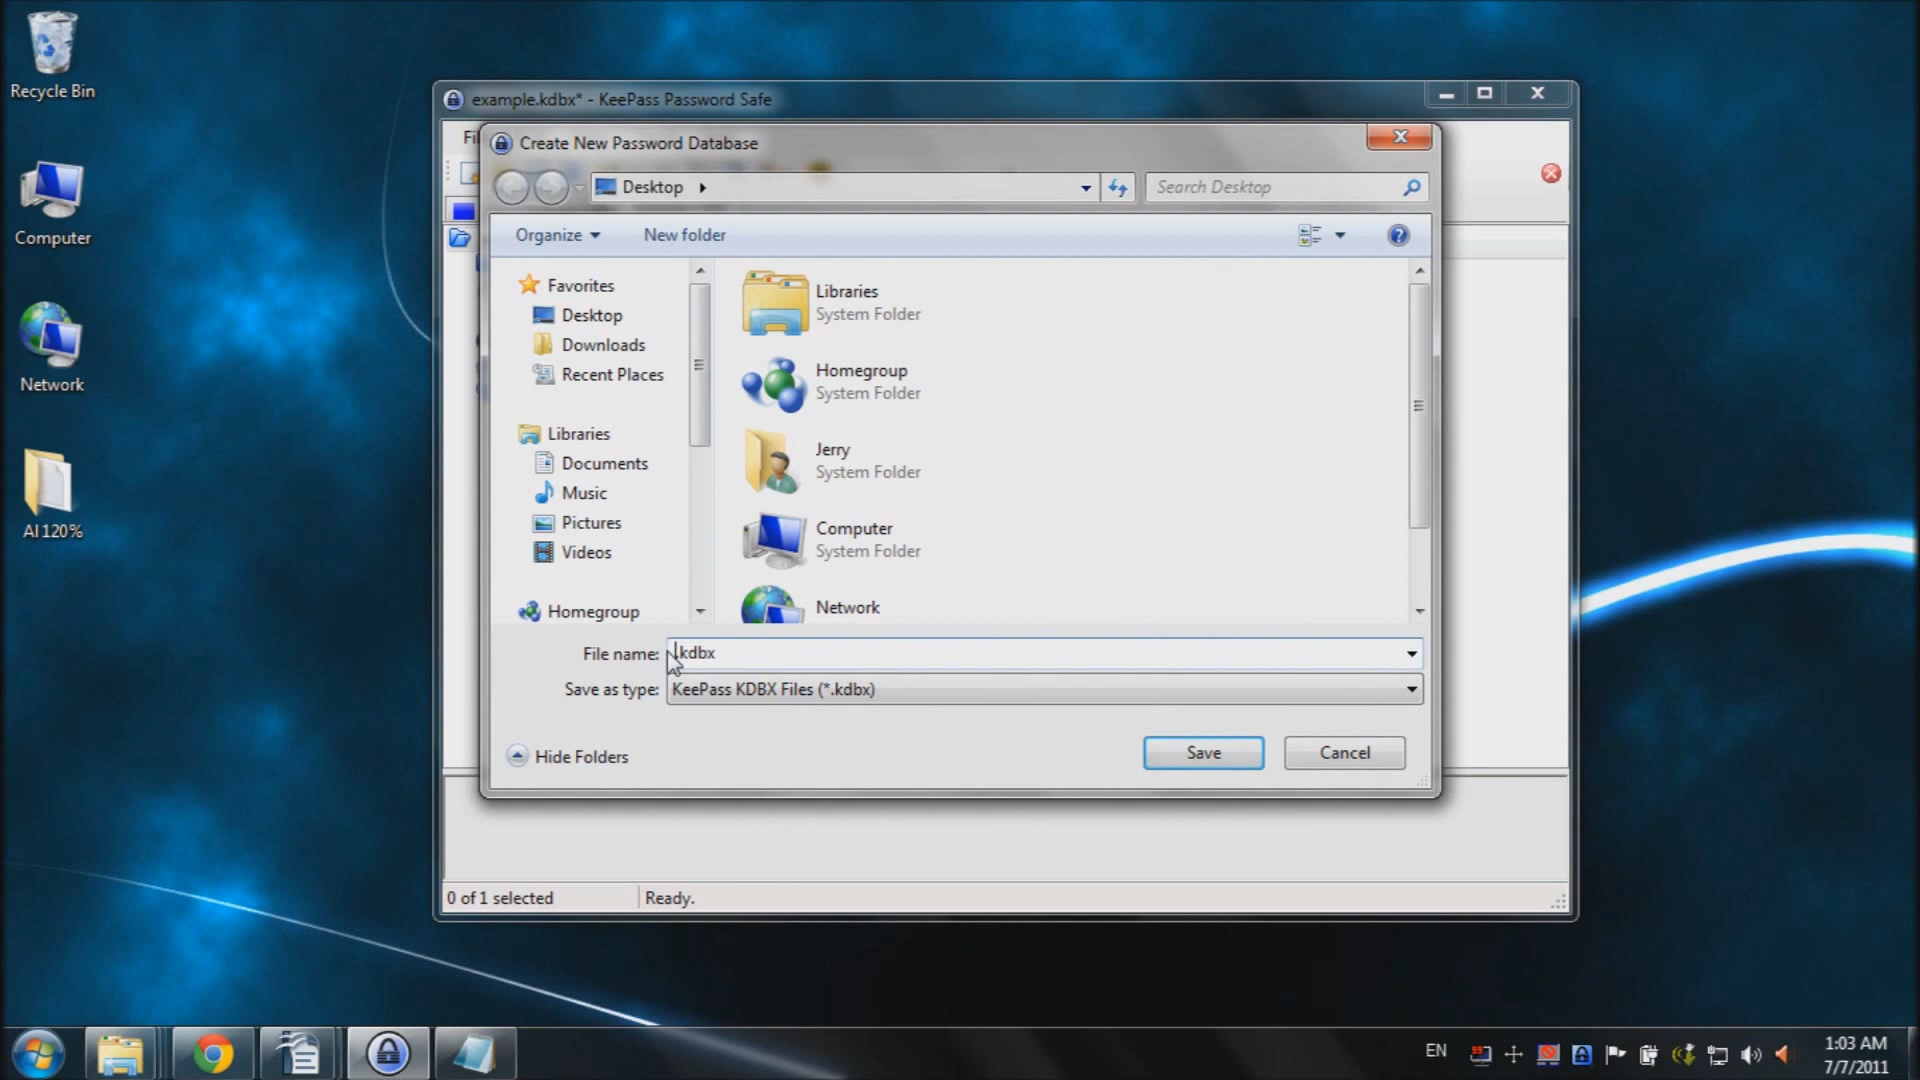 Recycle Bin
Computer
Network
AI 120%
example.kdbx* - KeePass Password Safe
Create New Password Database
Desktop
Search Desktop
Organize
New folder
Favorites
Desktop
Downloads
Recent Places
Libraries
Documents
Music
Pictures
Videos
Homegroup
Libraries
System Folder
Homegroup
System Folder
Jerry
System Folder
Computer
System Folder
Network
File name: .kdbx
Save as type: KeePass KDBX Files (*.kdbx)
Hide Folders
Save
Cancel
0 of 1 selected
Ready.
EN
1:03 AM
7/7/2011